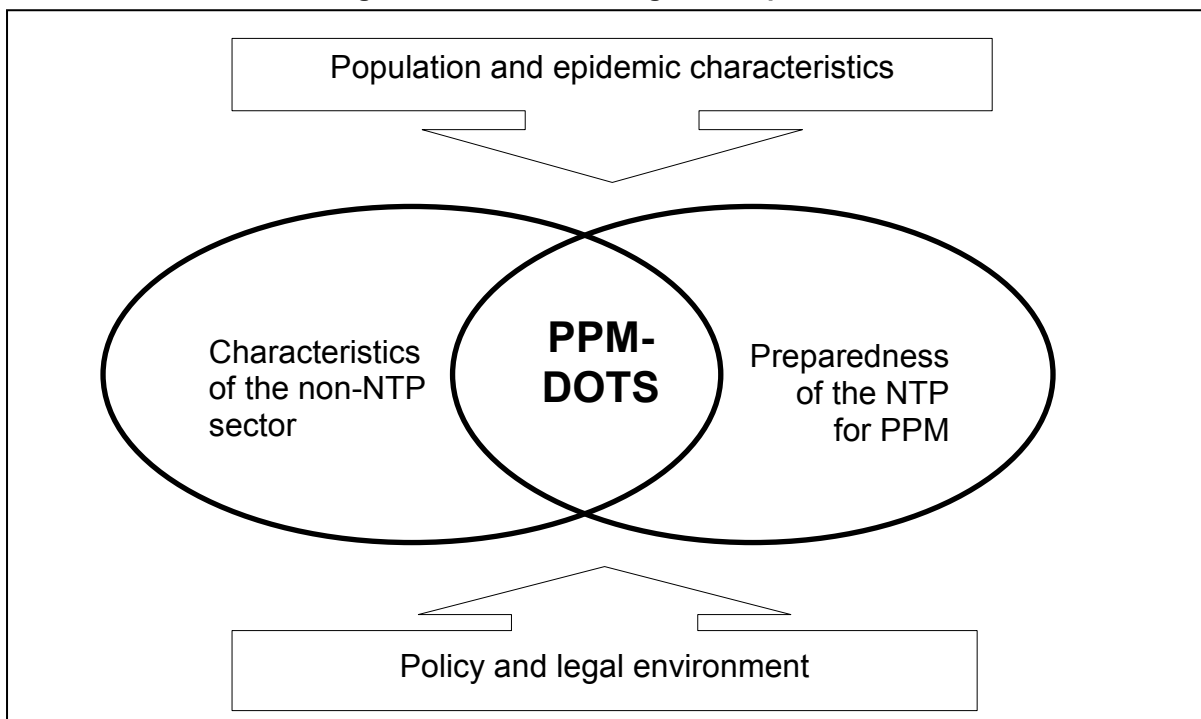 Population and epidemic characteristics
Characteristics
of the non-NTP
sector
PPM-
DOTS
Preparedness
of the NTP
for PPM
Policy and legal environment